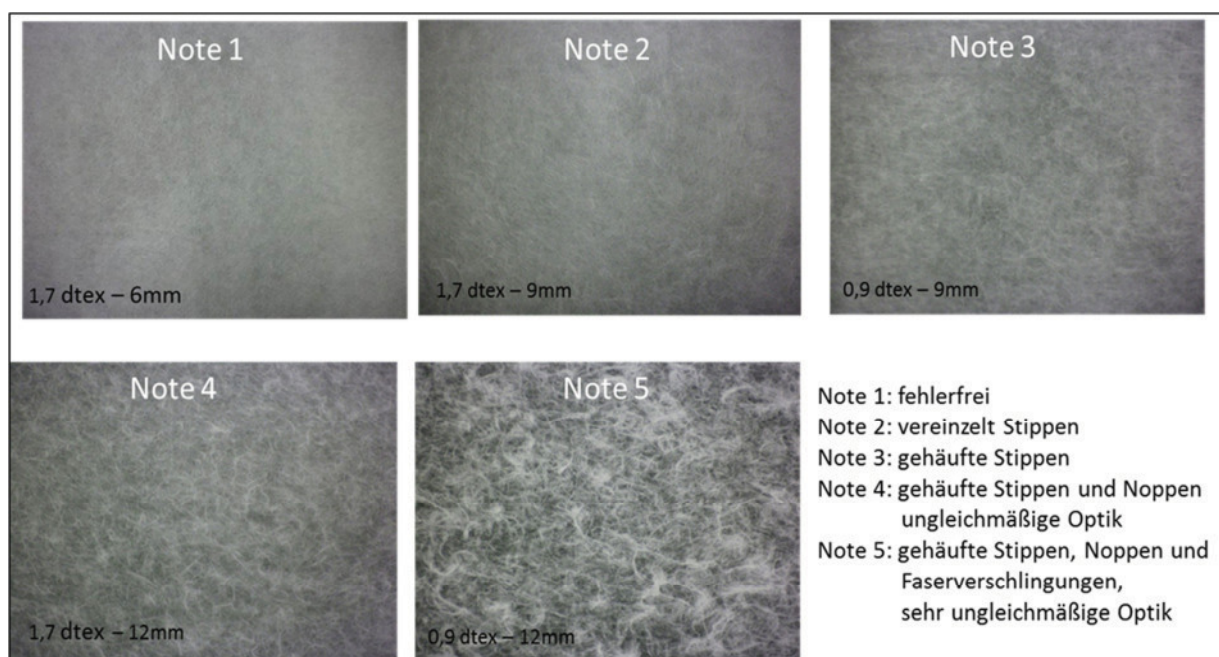 Note 1
Note 2
Note 3
1,7 dtex – 6mm
1,7 dtex – 9mm
0,9 dtex – 9mm
Note 4
Note 5
1,7 dtex – 12mm
0,9 dtex – 12mm
Note 1: fehlerfrei
Note 2: vereinzelt Stippen
Note 3: gehäufte Stippen
Note 4: gehäufte Stippen und Noppen
ungleichmäßige Optik
Note 5: gehäufte Stippen, Noppen und
Faserverschlingungen,
sehr ungleichmäßige Optik